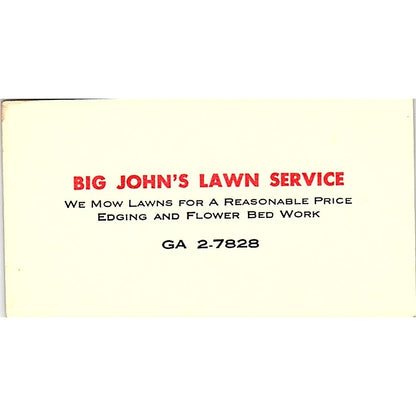 BIG JOHN'S LAWN SERVICE
WE MOW LAWNS FOR A REASONABLE PRICE
EDGING AND FLOWER BED WORK
GA 2-7828